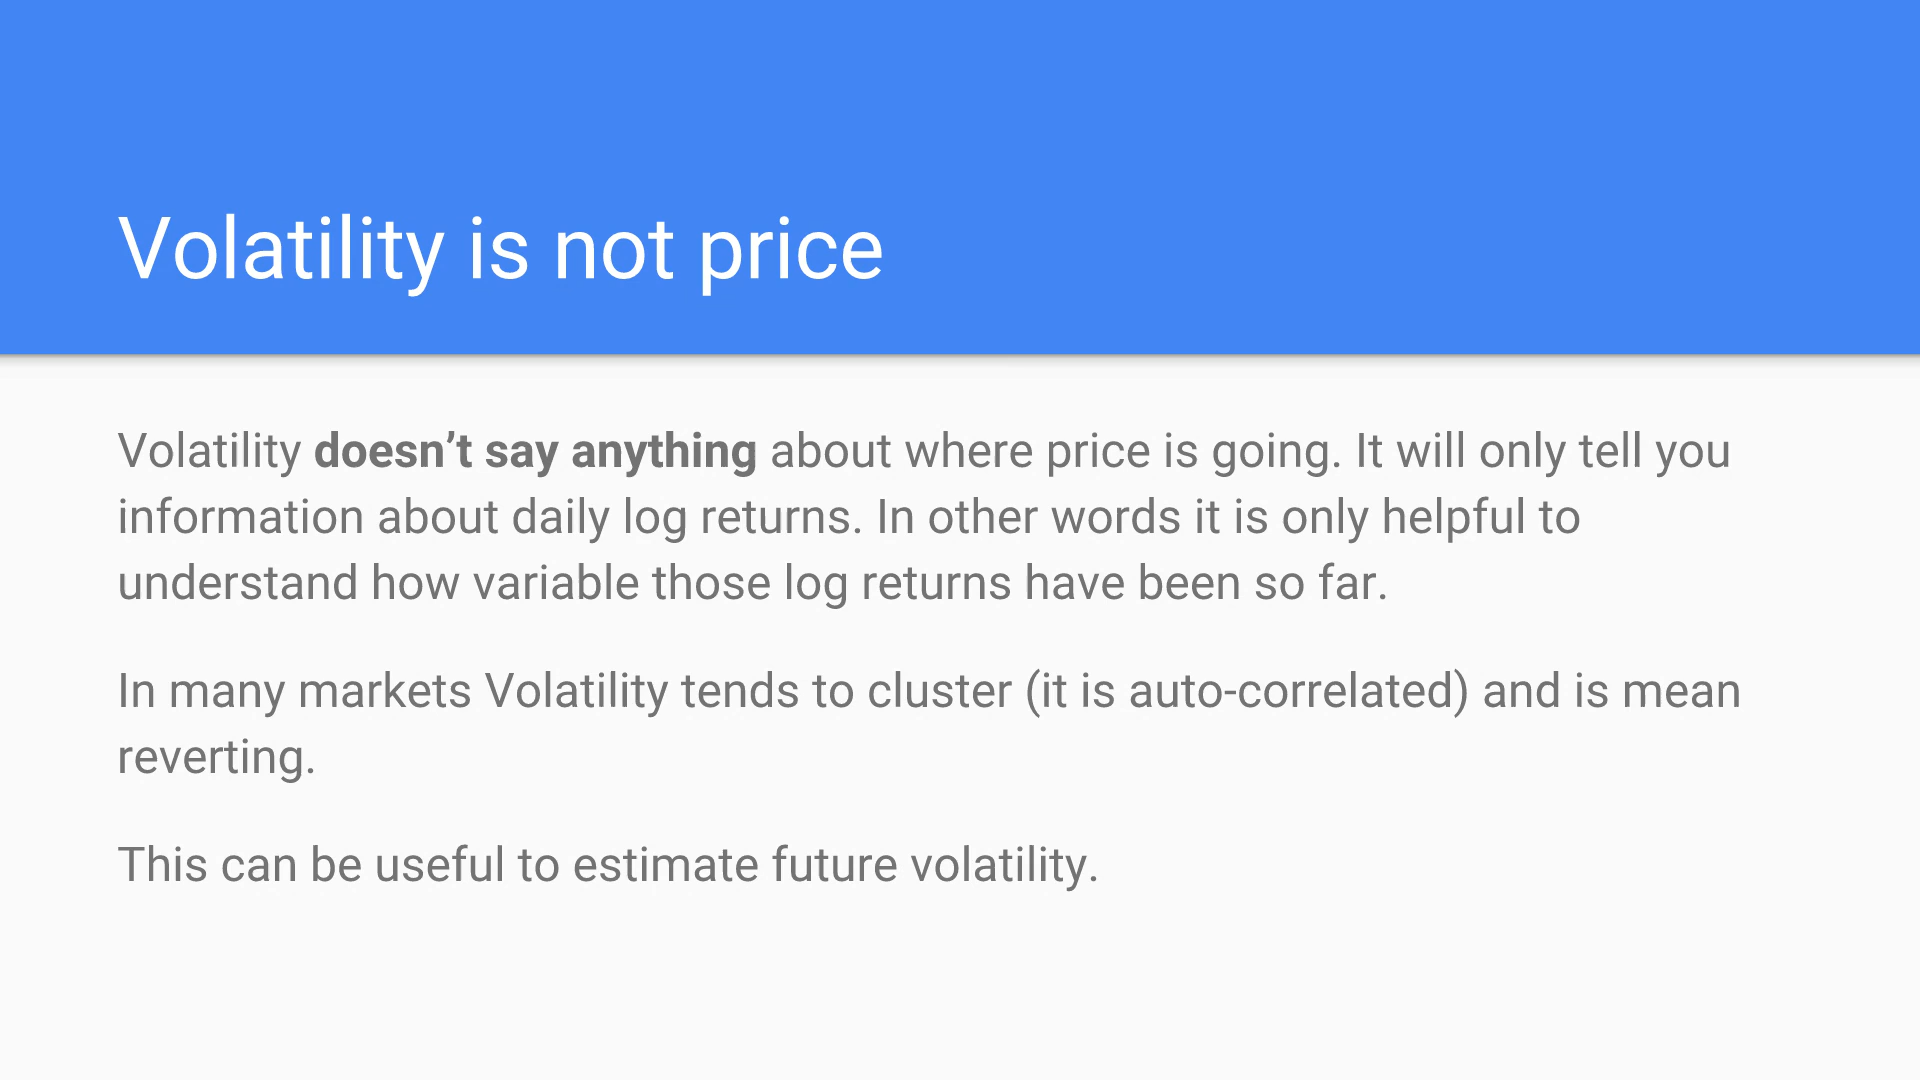 Volatility is not price
Volatility doesn’t say anything about where price is going. It will only tell you
information about daily log returns. In other words it is only helpful to
understand how variable those log returns have been so far.
In many markets Volatility tends to cluster (it is auto-correlated) and is mean
reverting.
This can be useful to estimate future volatility.